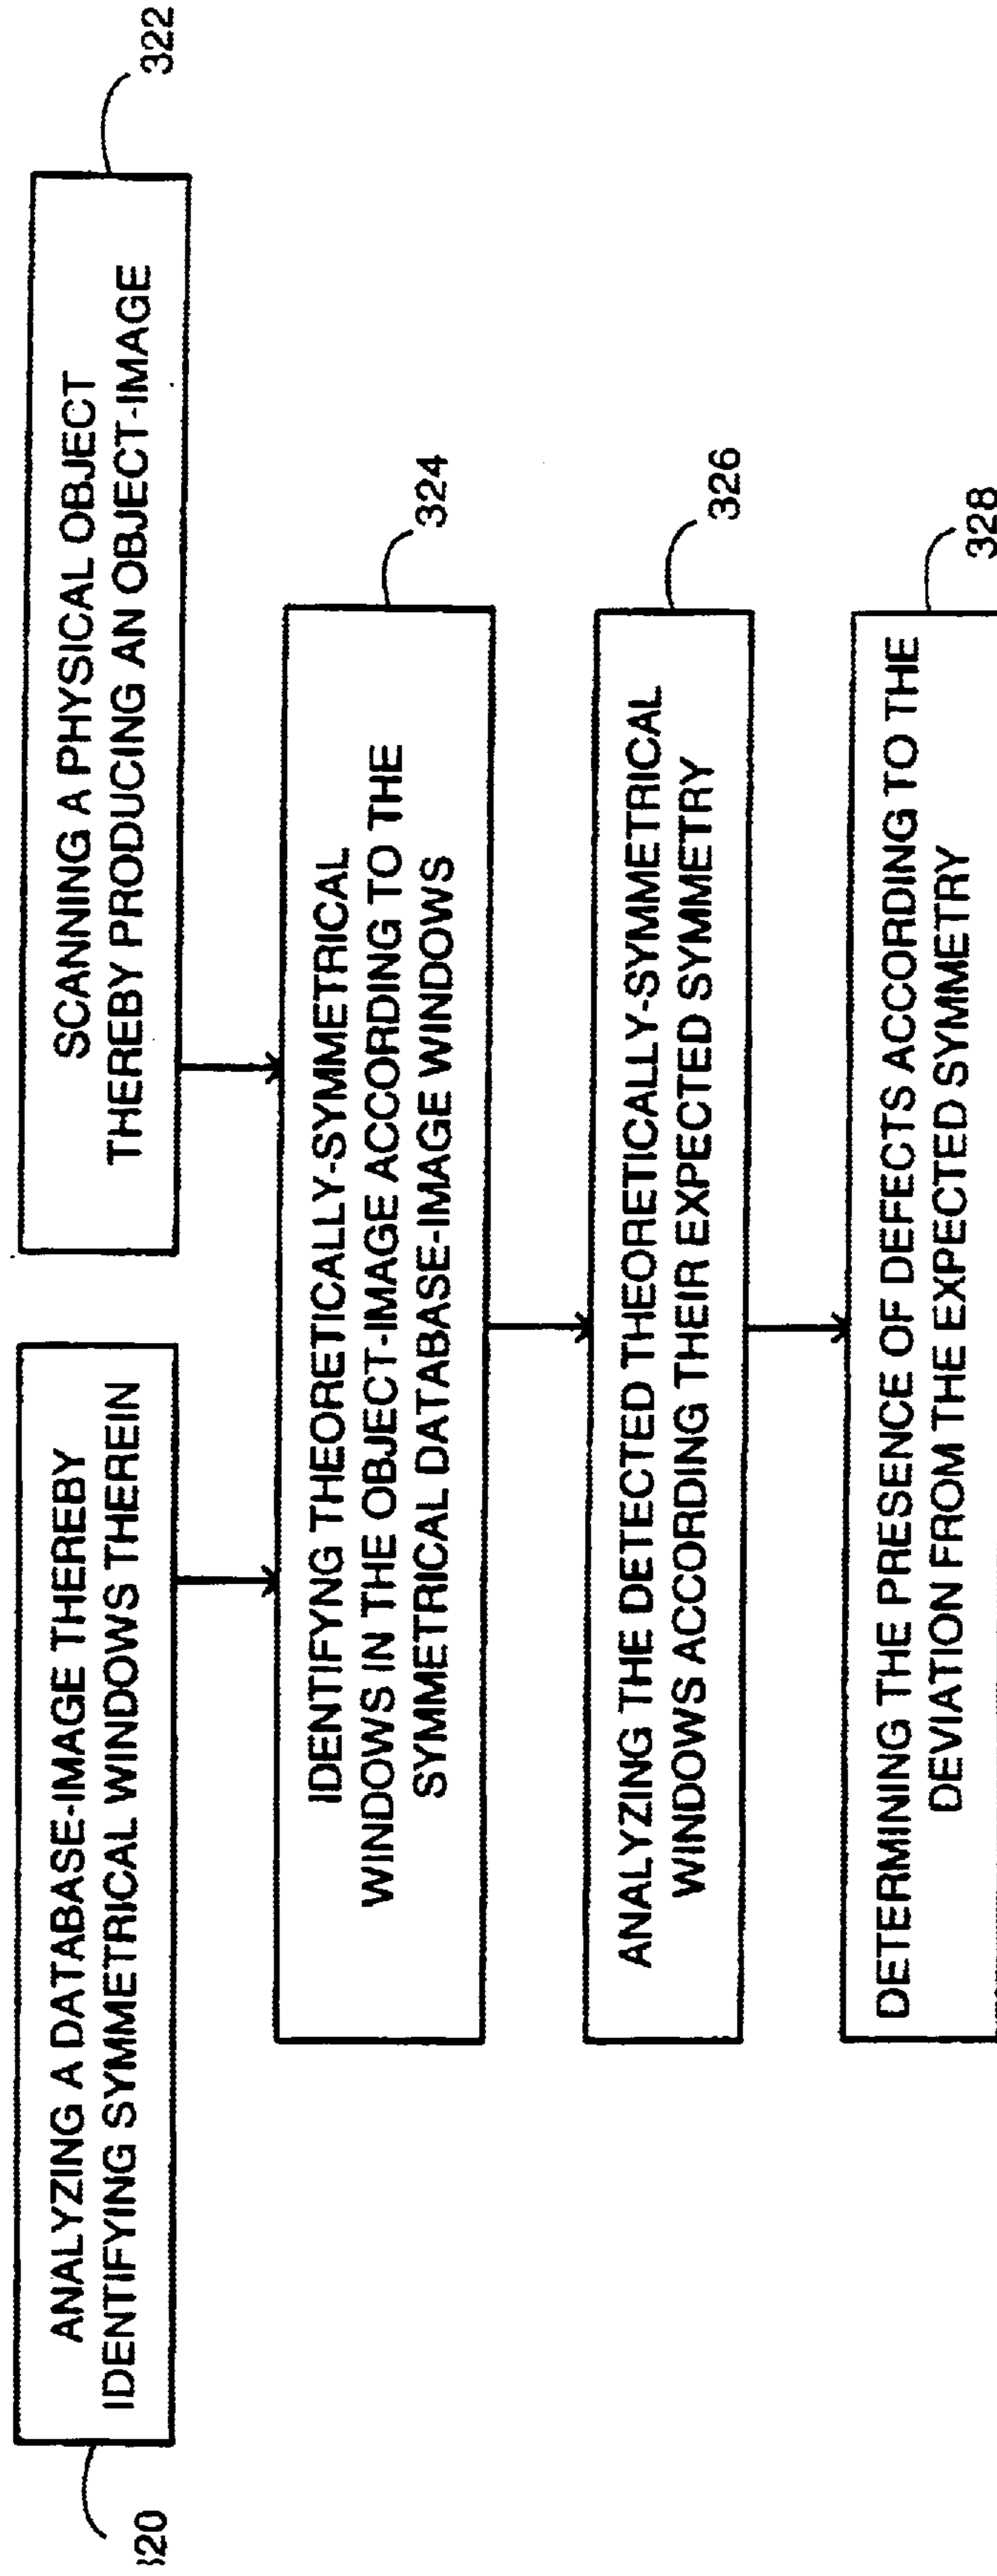 ANALYZING A DATABASE-IMAGE THEREBY
IDENTIFYING SYMMETRICAL WINDOWS THEREIN
SCANNING A PHYSICAL OBJECT
THEREBY PRODUCING AN OBJECT-IMAGE
322
IDENTIFYNG THEORETICALLY-SYMMETRICAL
WINDOWS IN THE OBJECT-IMAGE ACCORDING TO THE
SYMMETRICAL DATABASE-IMAGE WINDOWS
324
ANALYZING THE DETECTED THEORETICALLY-SYMMETRICAL
WINDOWS ACCORDING THEIR EXPECTED SYMMETRY
326
DETERMINING THE PRESENCE OF DEFECTS ACCORDING TO THE
DEVIATION FROM THE EXPECTED SYMMETRY
328